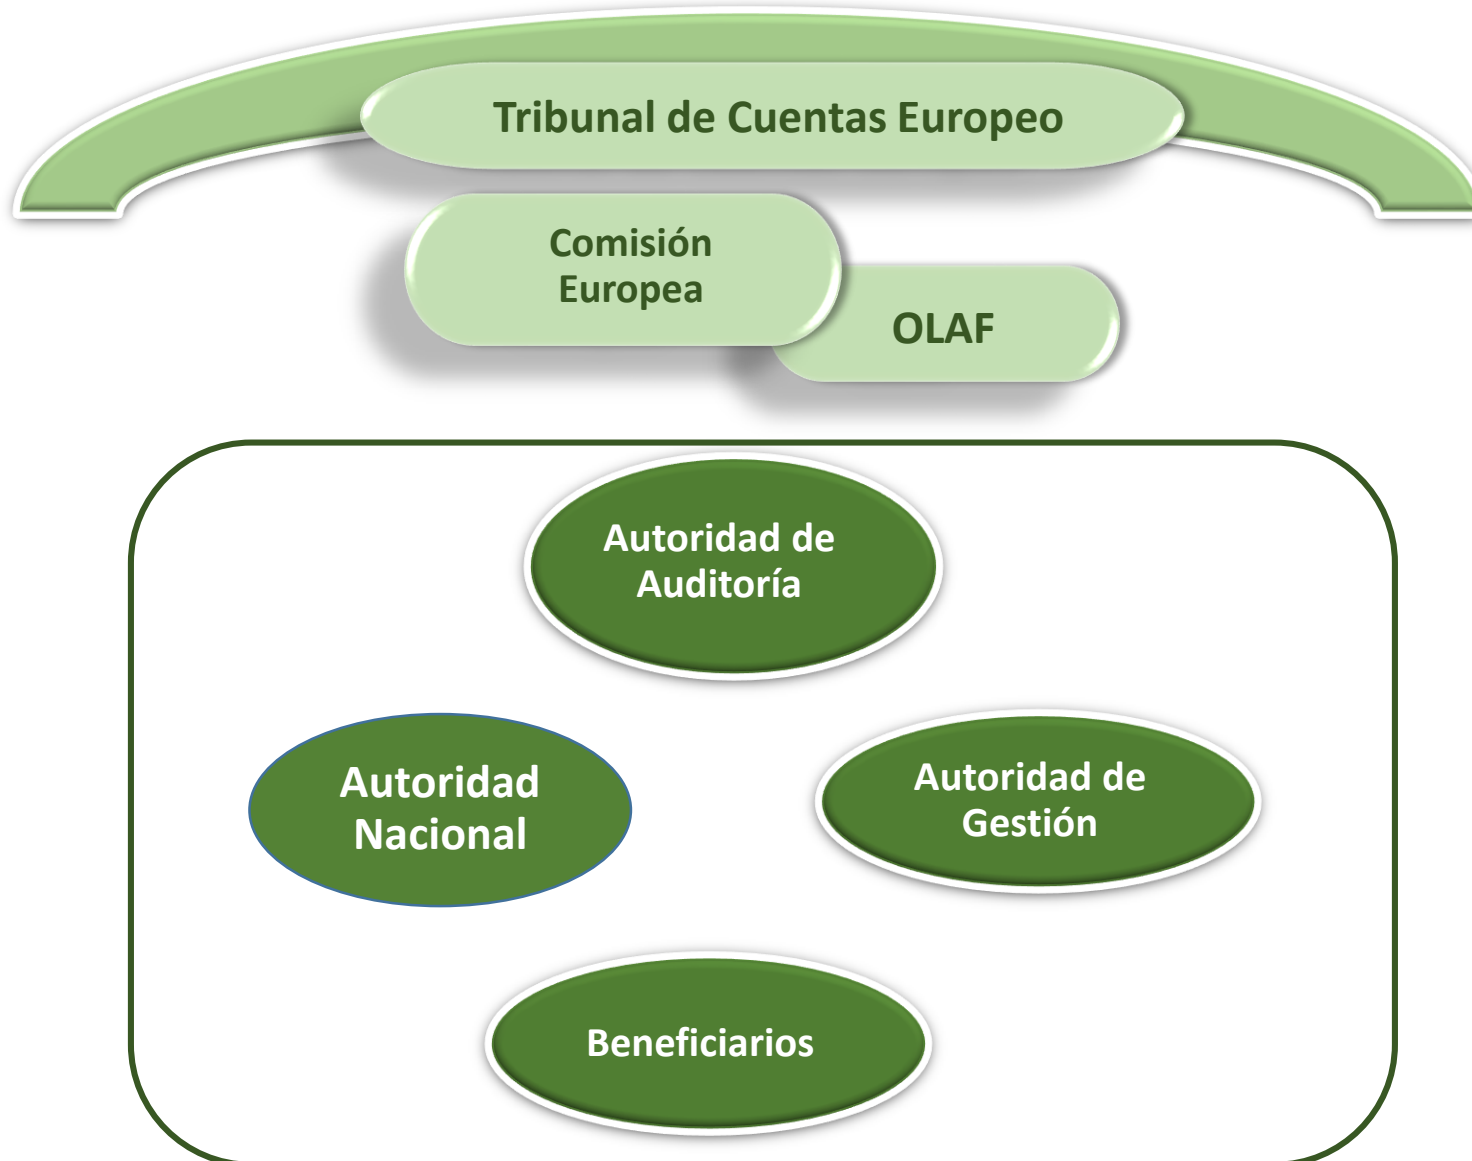 Tribunal de Cuentas Europeo
Comisión
Europea
OLAF
Autoridad de
Auditoría
Autoridad
Nacional
Autoridad de
Gestión
Beneficiarios